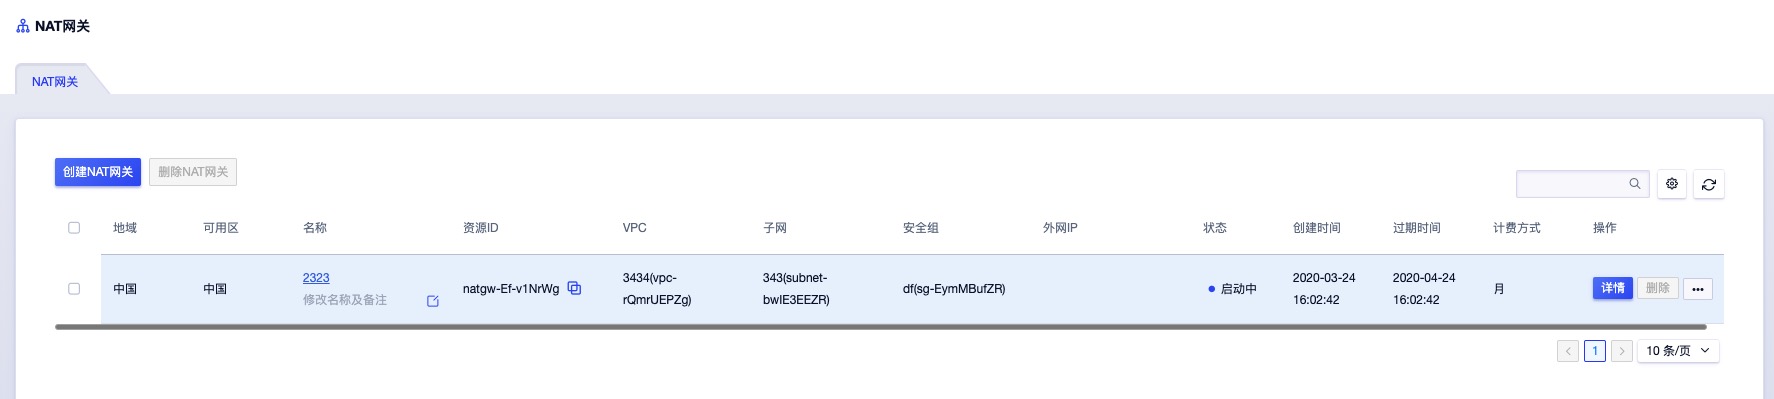 NAT网关
NAT网关
创建NAT网关 删除NAT网关
地域 可用区 名称 资源ID VPC 子网 安全组 外网IP 状态 创建时间 过期时间 计费方式 操作
中国 中国 2323 natgw-Ef-v1NrWg 3434(vpc- 343(subnet- df(sg-EymMBufZR) 启动中 2020-03-24 2020-04-24 月 详情 删除 •••
修改名称及备注 rQmrUEPZg) bwIE3EEZR) 16:02:42 16:02:42
< 1 > 10 条/页